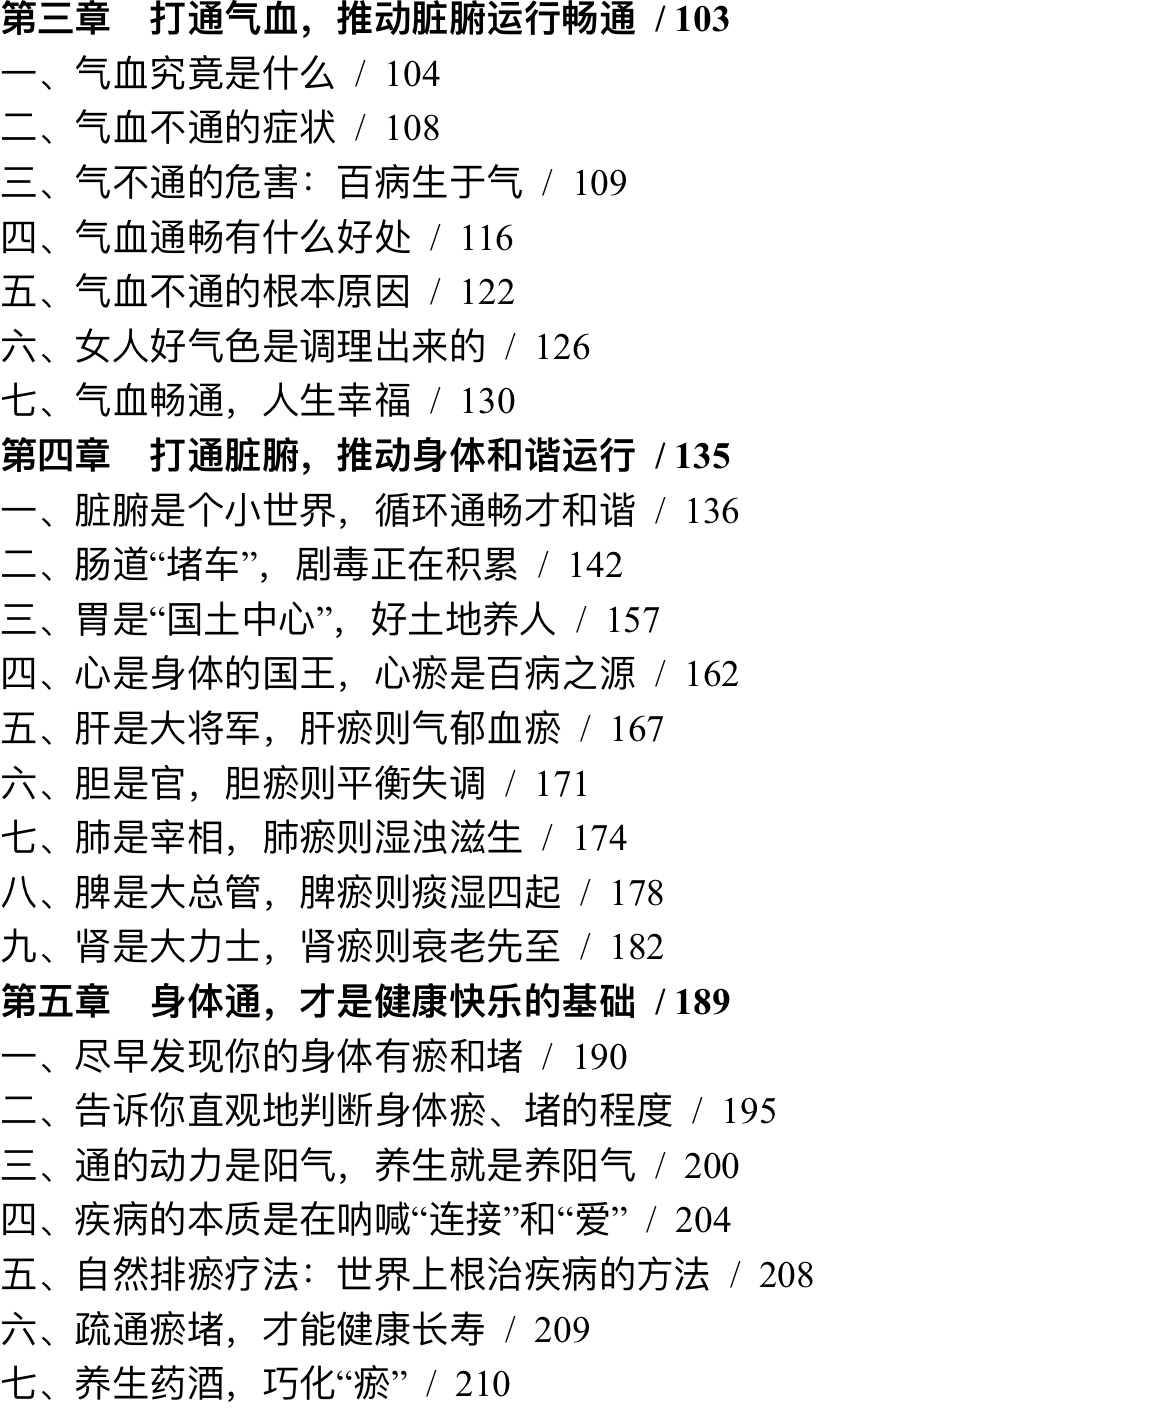 第三章　打通气血，推动脏腑运行畅通 / 103
一、气血究竟是什么 / 104
二、气血不通的症状 / 108
三、气不通的危害：百病生于气 / 109
四、气血通畅有什么好处 / 116
五、气血不通的根本原因 / 122
六、女人好气色是调理出来的 / 126
七、气血畅通，人生幸福 / 130
第四章　打通脏腑，推动身体和谐运行 / 135
一、脏腑是个小世界，循环通畅才和谐 / 136
二、肠道“堵车”，剧毒正在积累 / 142
三、胃是“国土中心”，好土地养人 / 157
四、心是身体的国王，心瘀是百病之源 / 162
五、肝是大将军，肝瘀则气郁血瘀 / 167
六、胆是官，胆瘀则平衡失调 / 171
七、肺是宰相，肺瘀则湿浊滋生 / 174
八、脾是大总管，脾瘀则痰湿四起 / 178
九、肾是大力士，肾瘀则衰老先至 / 182
第五章　身体通，才是健康快乐的基础 / 189
一、尽早发现你的身体有瘀和堵 / 190
二、告诉你直观地判断身体瘀、堵的程度 / 195
三、通的动力是阳气，养生就是养阳气 / 200
四、疾病的本质是在呐喊“连接”和“爱” / 204
五、自然排瘀疗法：世界上根治疾病的方法 / 208
六、疏通瘀堵，才能健康长寿 / 209
七、养生药酒，巧化“瘀” / 210